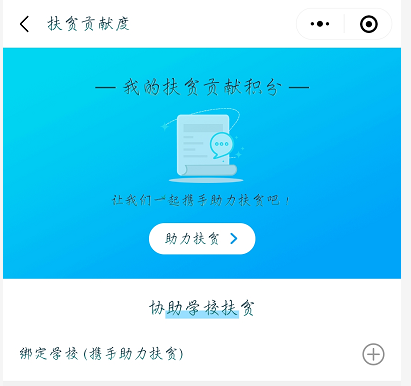 扶贫贡献度
— 我的扶贫贡献积分 —
让我们一起携手助力扶贫吧！
助力扶贫 >
协助学校扶贫
绑定学校(携手助力扶贫)